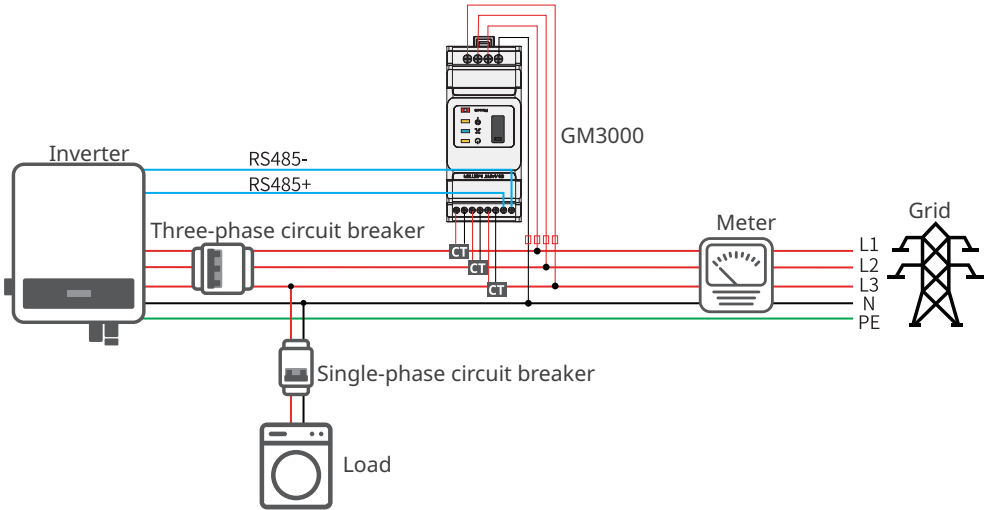 GM3000
Inverter
RS485-
RS485+
Three-phase circuit breaker
Meter
Grid
CT
CT
CT
L1
L2
L3
N
PE
Single-phase circuit breaker
Load